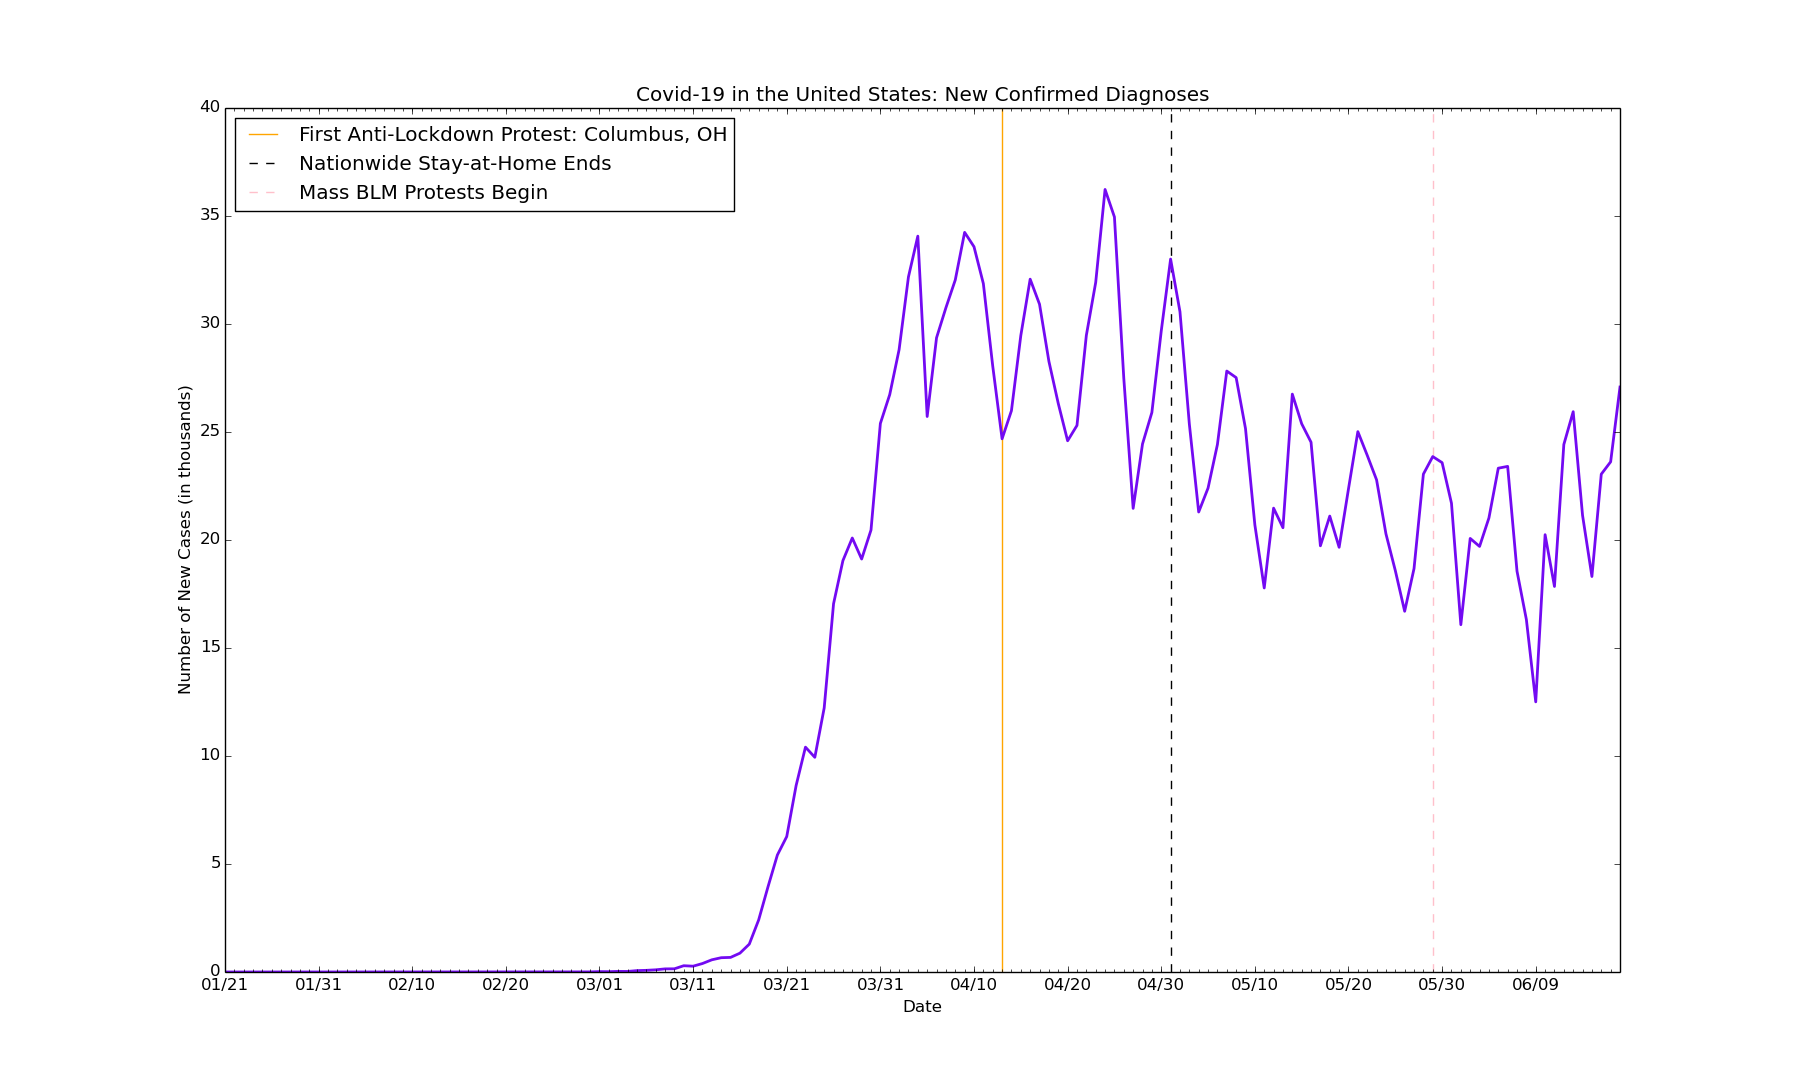 Covid-19 in the United States: New Confirmed Diagnoses
First Anti-Lockdown Protest: Columbus, OH
Nationwide Stay-at-Home Ends
Mass BLM Protests Begin
Number of New Cases (in thousands)
40
35
30
25
20
15
10
5
0
01/21 01/31 02/10 02/20 03/01 03/11 03/21 03/31 04/10 04/20 04/30 05/10 05/20 05/30 06/09
Date